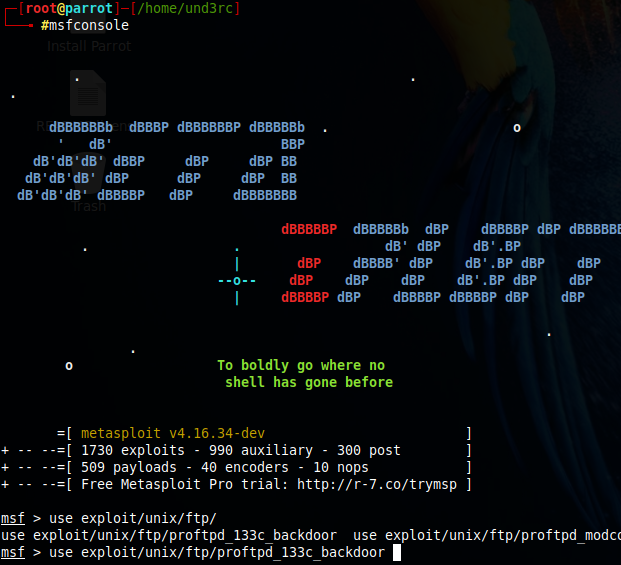 ┌─[root@parrot]─[/home/und3rc]
└──╼ #msfconsole
Install Parrot
Trash
dBBBBBBb  dBBBP dBBBBBBP dBBBBBb  .                       o
'   dB'                     BBP
dB'dB'dB' dBBP     dBP     dBP BB
dB'dB'dB' dBP      dBP     dBP  BB
dB'dB'dB' dBBBBP   dBP     dBBBBBBB
dBBBBBP  dBBBBBb  dBP    dBBBBP dBP dBBBBBB
.                  .                  dB' dBP    dB'.BP
|       dBP    dBBBB' dBP    dB'.BP dBP    dBP
--o--    dBP    dBP    dBP    dB'.BP dBP    dBP
|     dBBBBP dBP    dBBBBP dBBBBP dBP    dBP
.
.
o                  To boldly go where no
shell has gone before
=[ metasploit v4.16.34-dev                         ]
+ -- --=[ 1730 exploits - 990 auxiliary - 300 post        ]
+ -- --=[ 509 payloads - 40 encoders - 10 nops            ]
+ -- --=[ Free Metasploit Pro trial: http://r-7.co/trymsp ]
msf > use exploit/unix/ftp/
use exploit/unix/ftp/proftpd_133c_backdoor  use exploit/unix/ftp/proftpd_modco
msf > use exploit/unix/ftp/proftpd_133c_backdoor